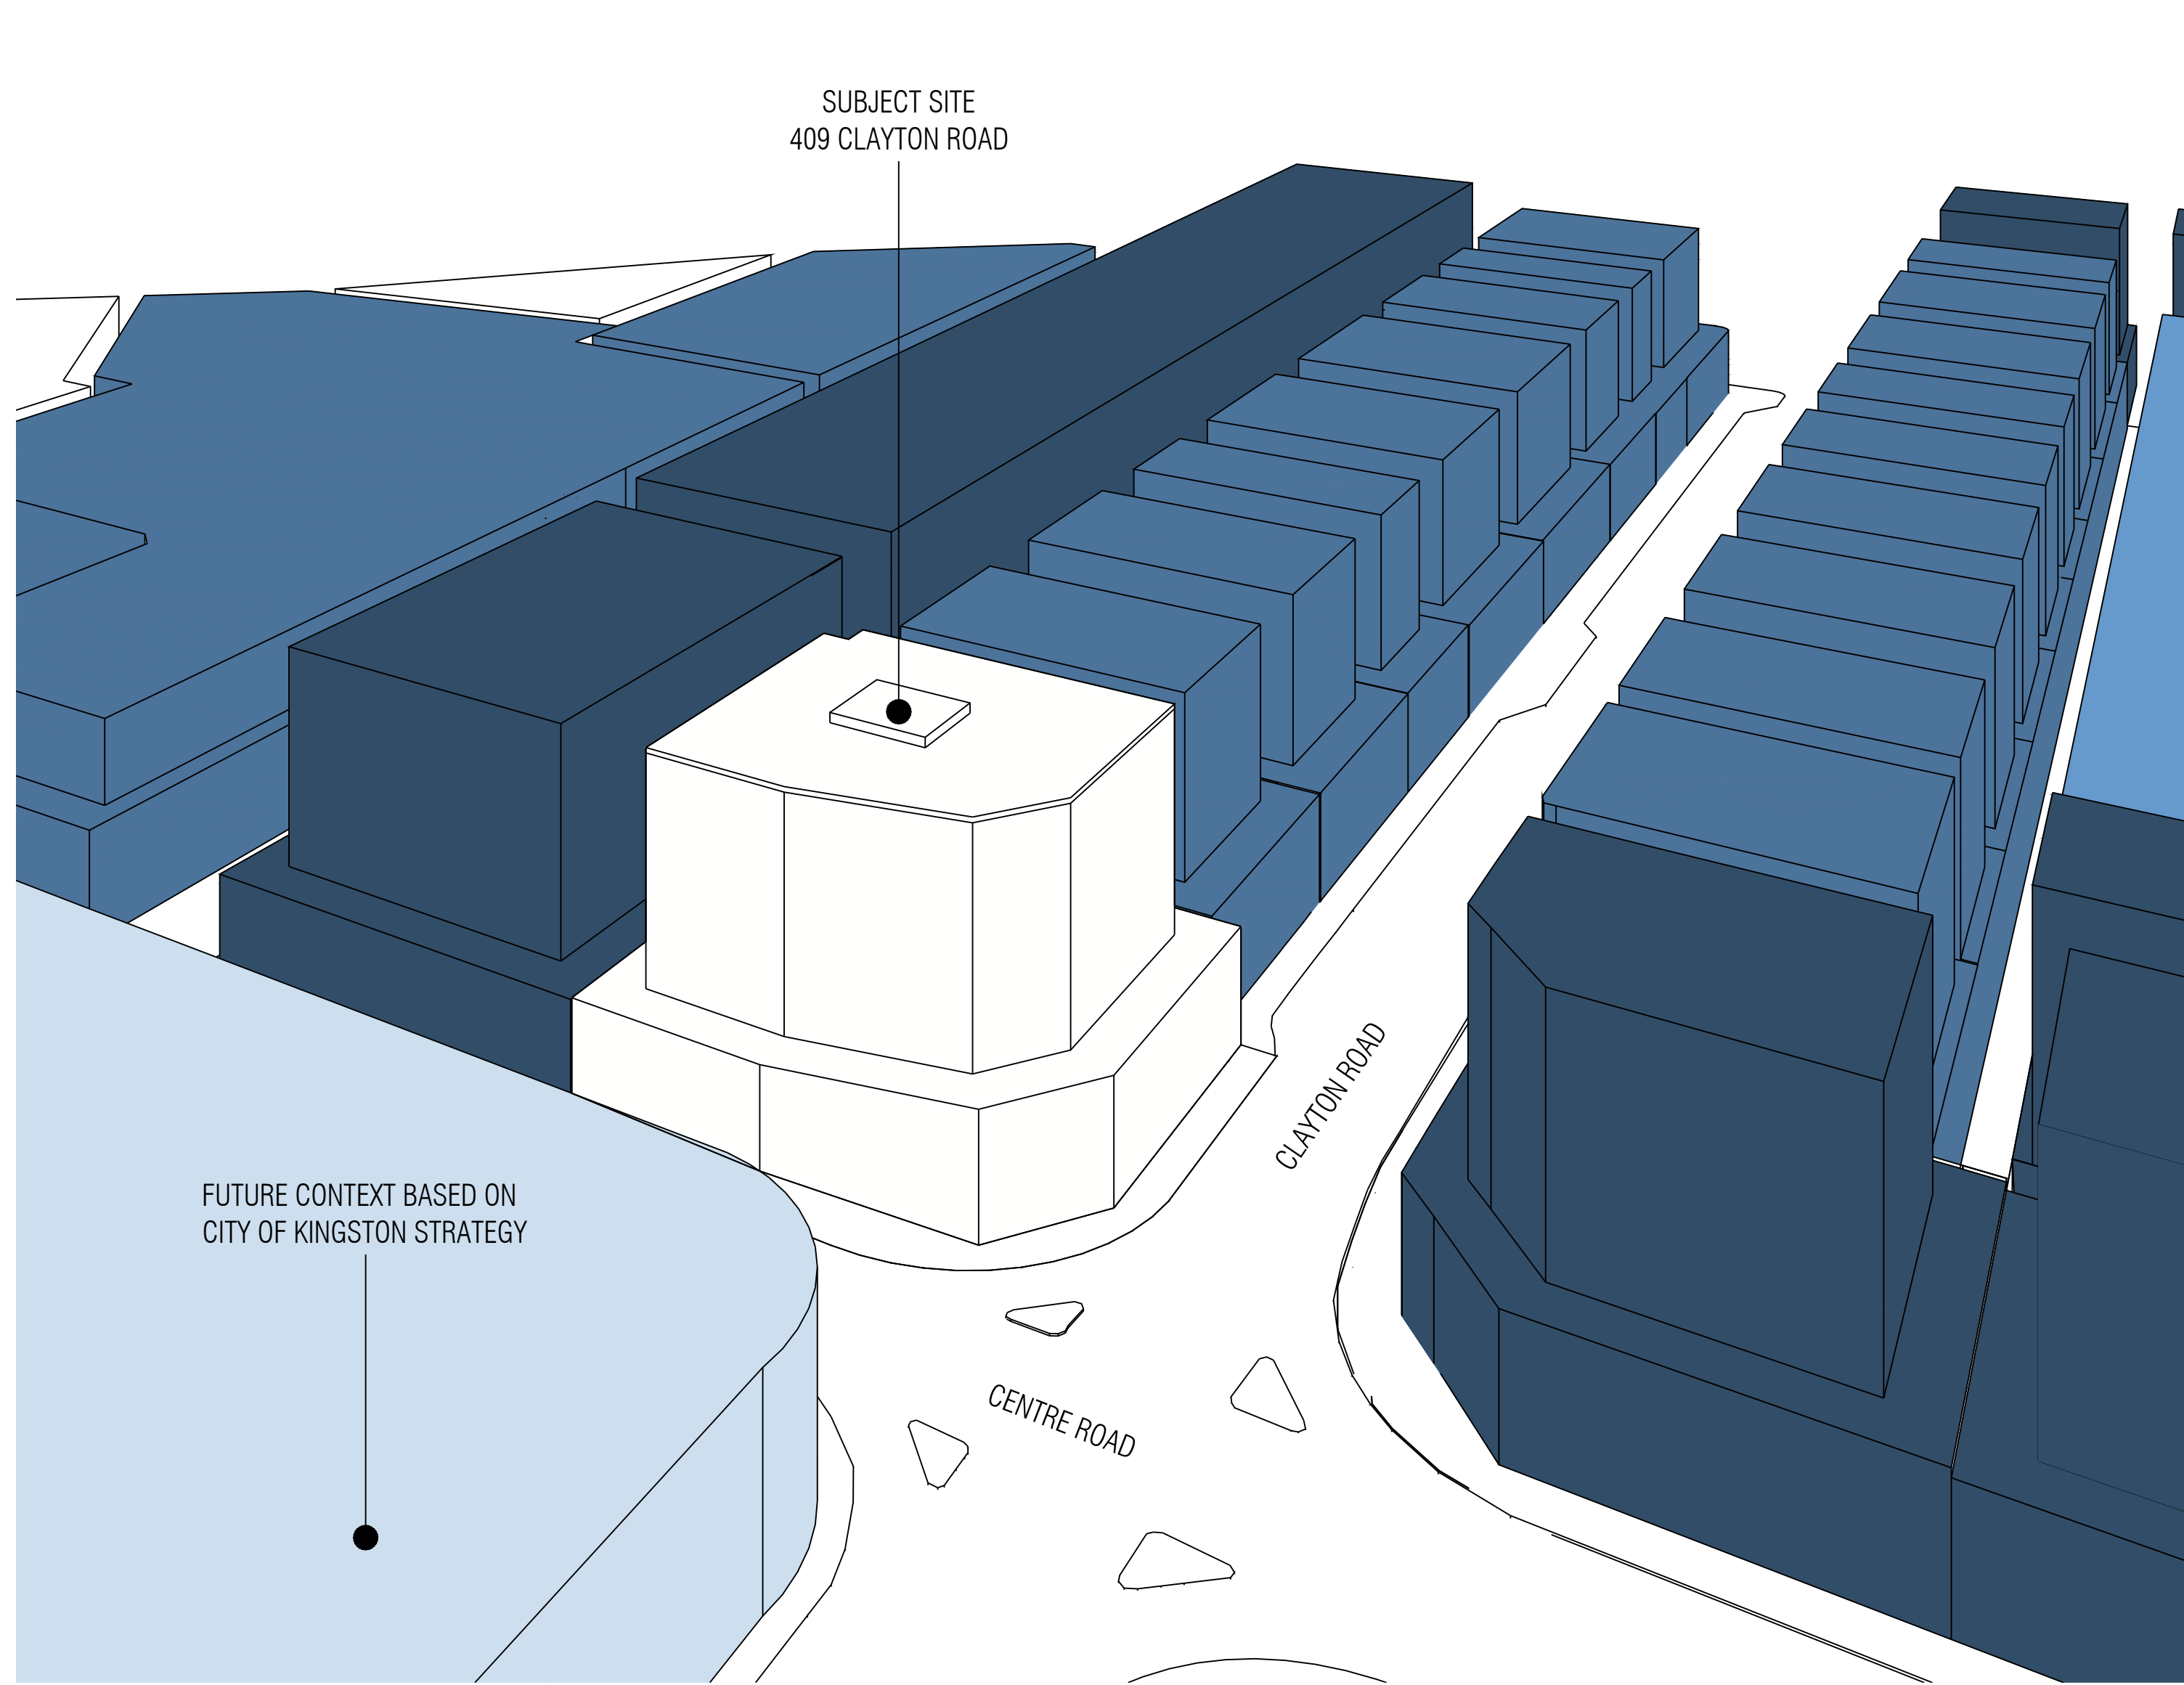 SUBJECT SITE
409 CLAYTON ROAD
CLAYTON ROAD
FUTURE CONTEXT BASED ON
CITY OF KINGSTON STRATEGY
CENTRE ROAD